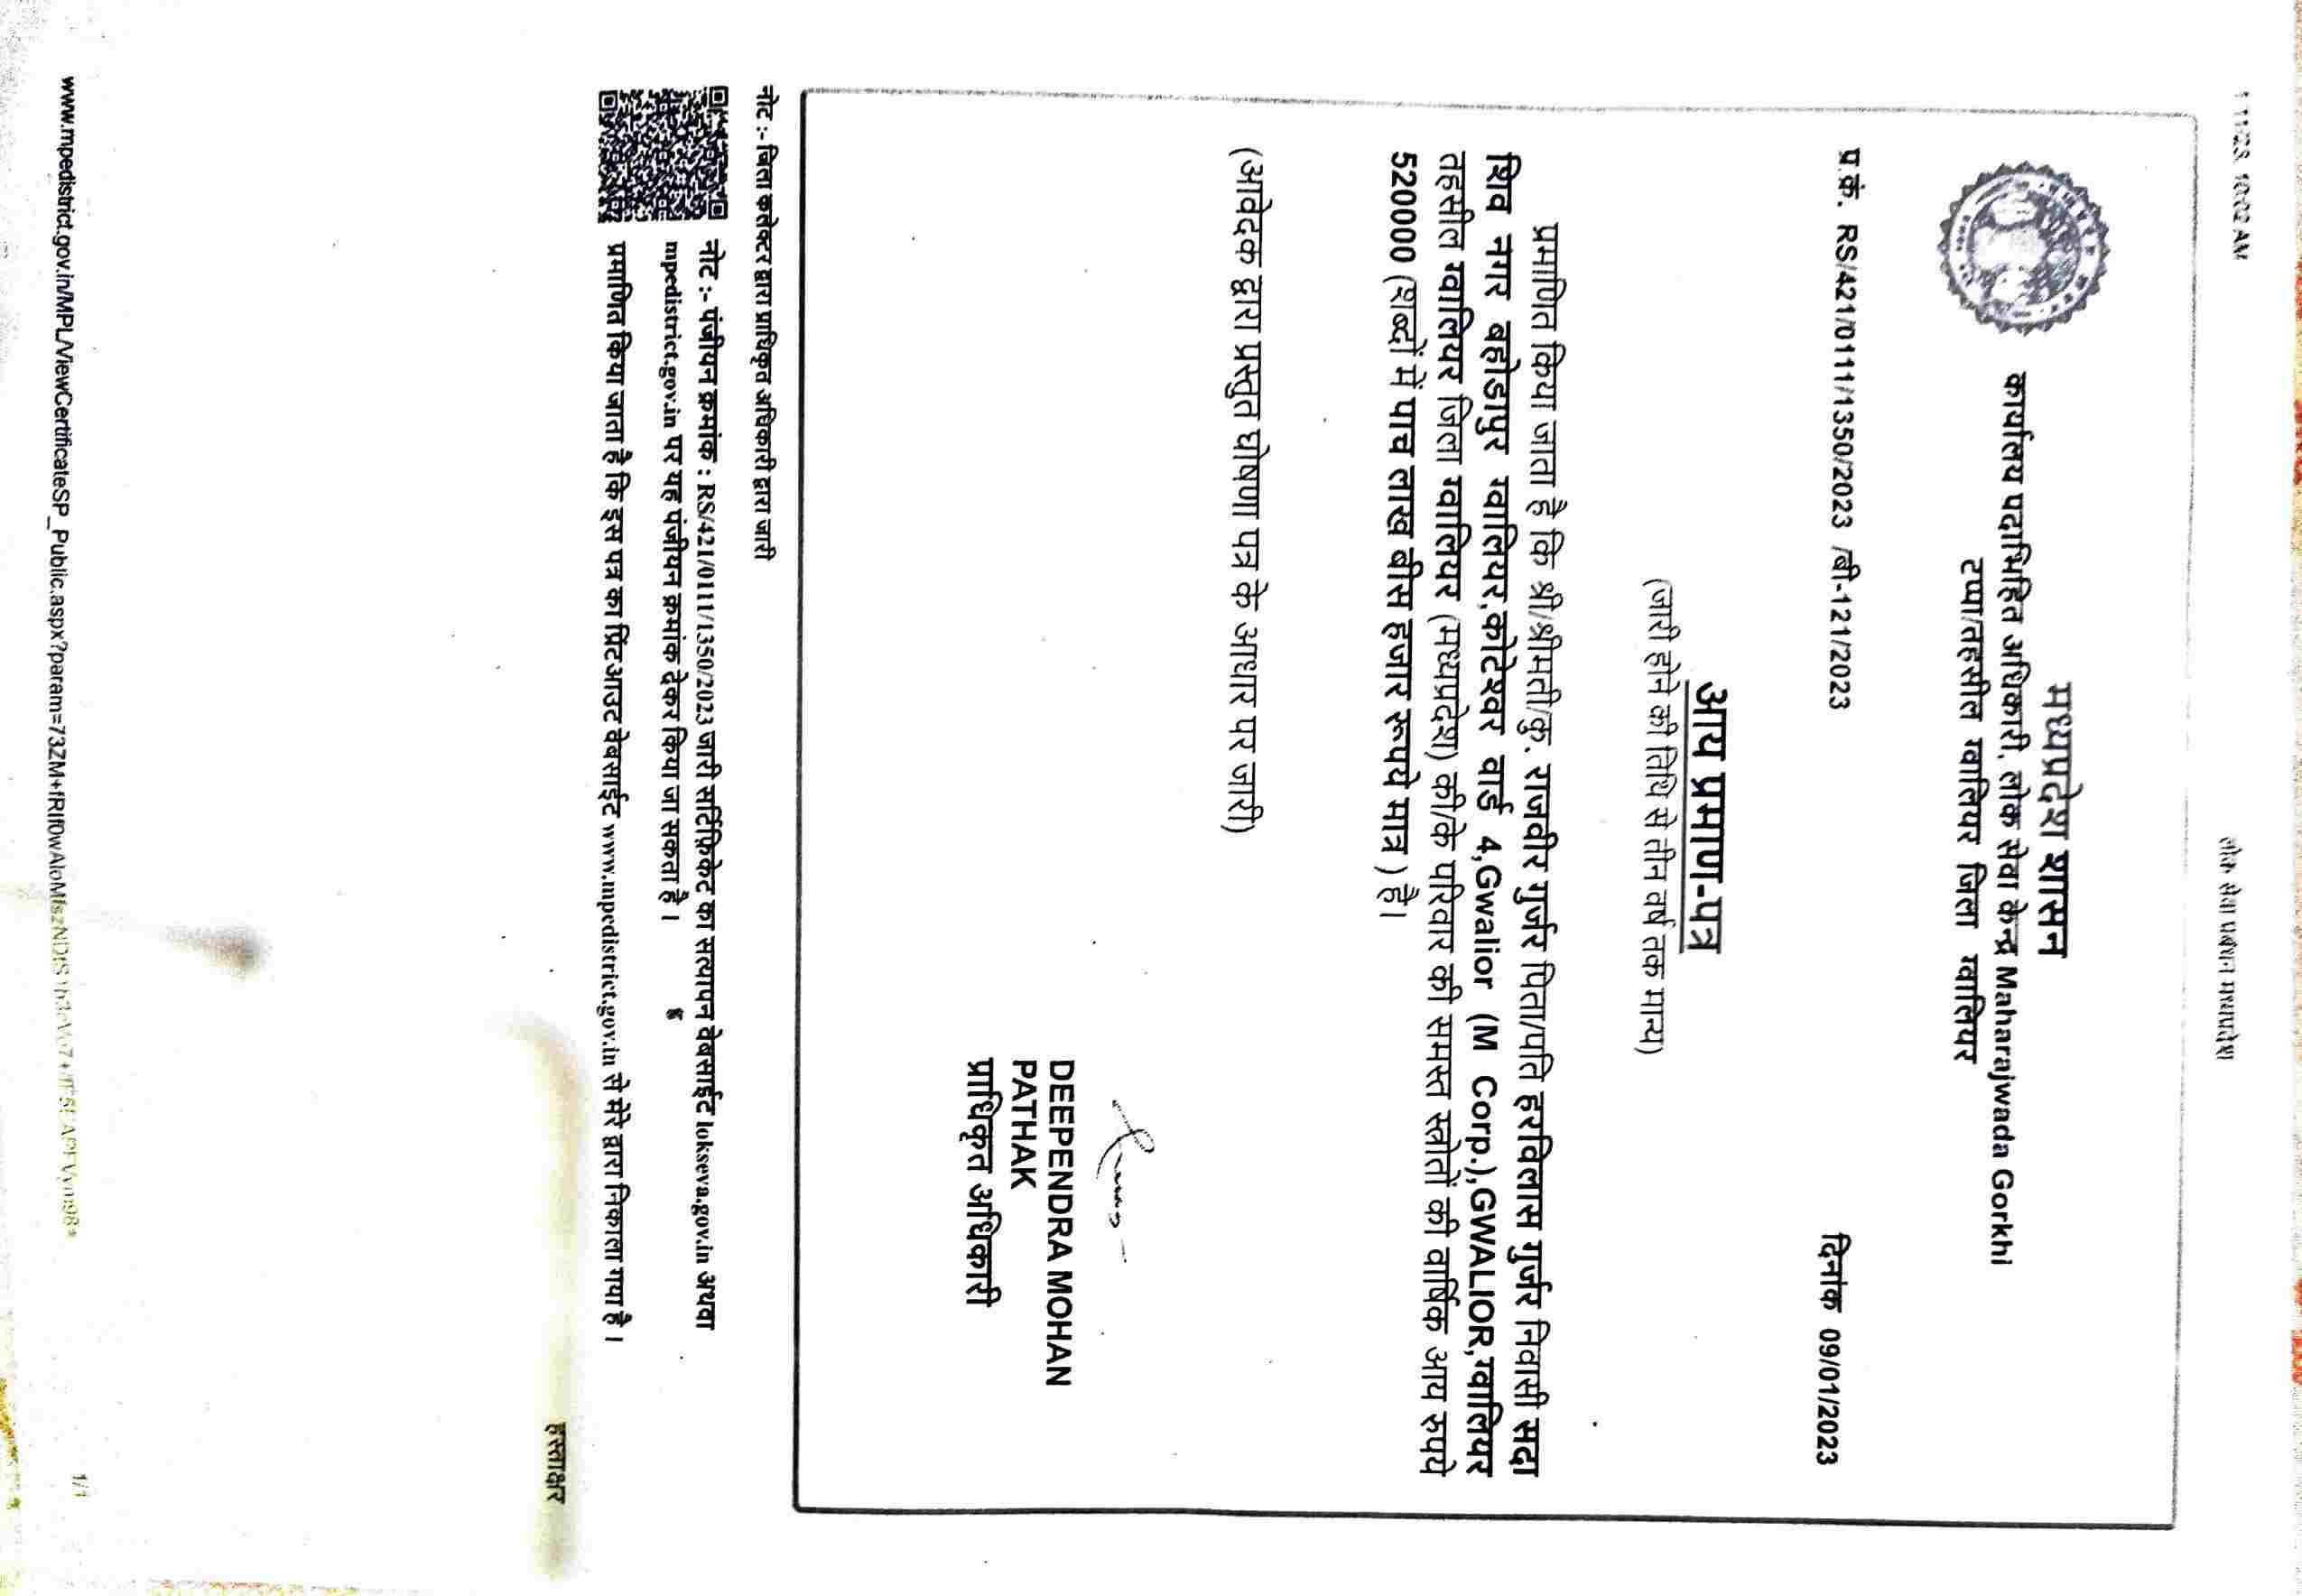 10:02 AM
लोक सेवा प्रबंधन मध्यप्रदेश
मध्यप्रदेश शासन
कार्यालय पदाभिहित अधिकारी, लोक सेवा केन्द्र Maharajwada Gorkhi
टप्पा/तहसील ग्वालियर जिला ग्वालियर
प्र.क्रं. RS/421/0111/1350/2023 /बी-121/2023
दिनांक 09/01/2023
आय प्रमाण-पत्र
(जारी होने की तिथि से तीन वर्ष तक मान्य)
प्रमाणित किया जाता है कि श्री/श्रीमती/कु. राजवीर गुर्जर पिता/पति हरविलास गुर्जर निवासी सदा
शिव नगर बहोडापुर ग्वालियर,कोटेश्वर वार्ड 4,Gwalior (M Corp.),GWALIOR,ग्वालियर
तहसील ग्वालियर जिला ग्वालियर (मध्यप्रदेश) की/के परिवार की समस्त स्त्रोतों की वार्षिक आय रुपये
520000 (शब्दों में पाच लाख बीस हजार रूपये मात्र ) है।
(आवेदक द्वारा प्रस्तुत घोषणा पत्र के आधार पर जारी)
DEEPENDRA MOHAN
PATHAK
प्राधिकृत अधिकारी
नोट :- जिला कलेक्टर द्वारा प्राधिकृत अधिकारी द्वारा जारी
नोट :- पंजीयन क्रमांक : RS/421/0111/1350/2023 जारी सर्टिफ़िकेट का सत्यापन वेबसाईट lokseva.gov.in अथवा
mpedistrict.gov.in पर यह पंजीयन क्रमांक देकर किया जा सकता है ।
प्रमाणित किया जाता है कि इस पत्र का प्रिंटआउट वेबसाईट www.mpedistrict.gov.in से मेरे द्वारा निकाला गया है ।
हस्ताक्षर
www.mpedistrict.gov.in/MPL/ViewCertificateSP_Public.aspx?param=
1/1